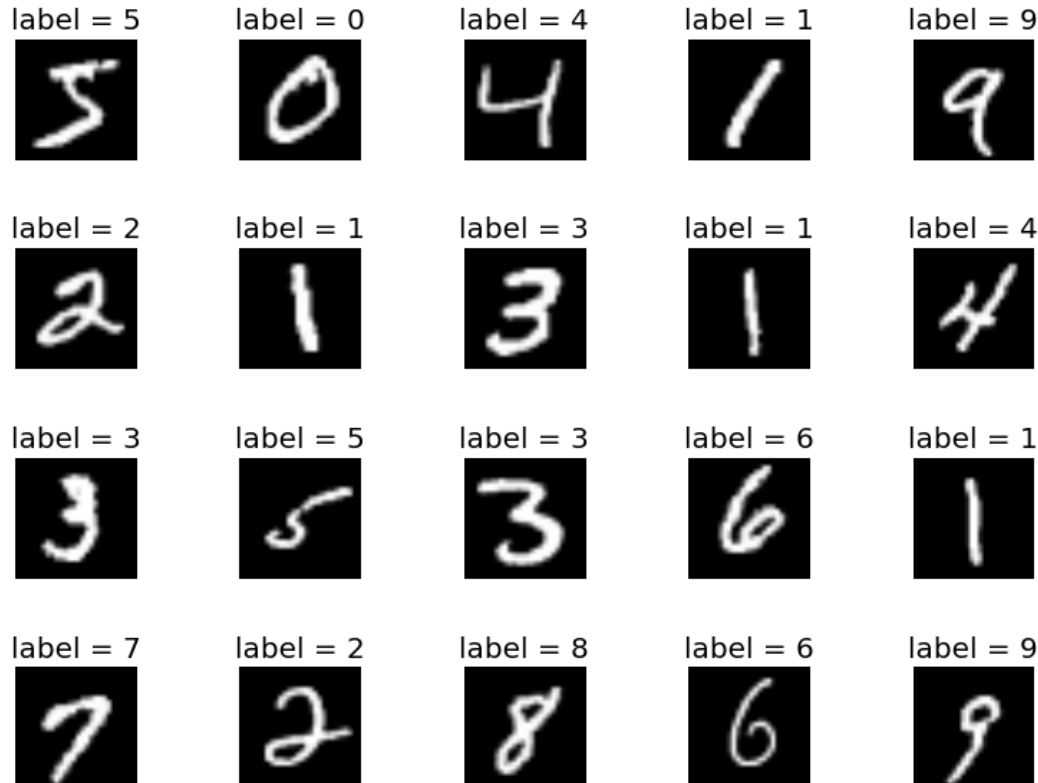 label = 5 label = 0 label = 4 label = 1 label = 9
5 0 4 1 9
label = 2 label = 1 label = 3 label = 1 label = 4
2 1 3 1 4
label = 3 label = 5 label = 3 label = 6 label = 1
3 5 3 6 1
label = 7 label = 2 label = 8 label = 6 label = 9
7 2 8 6 9